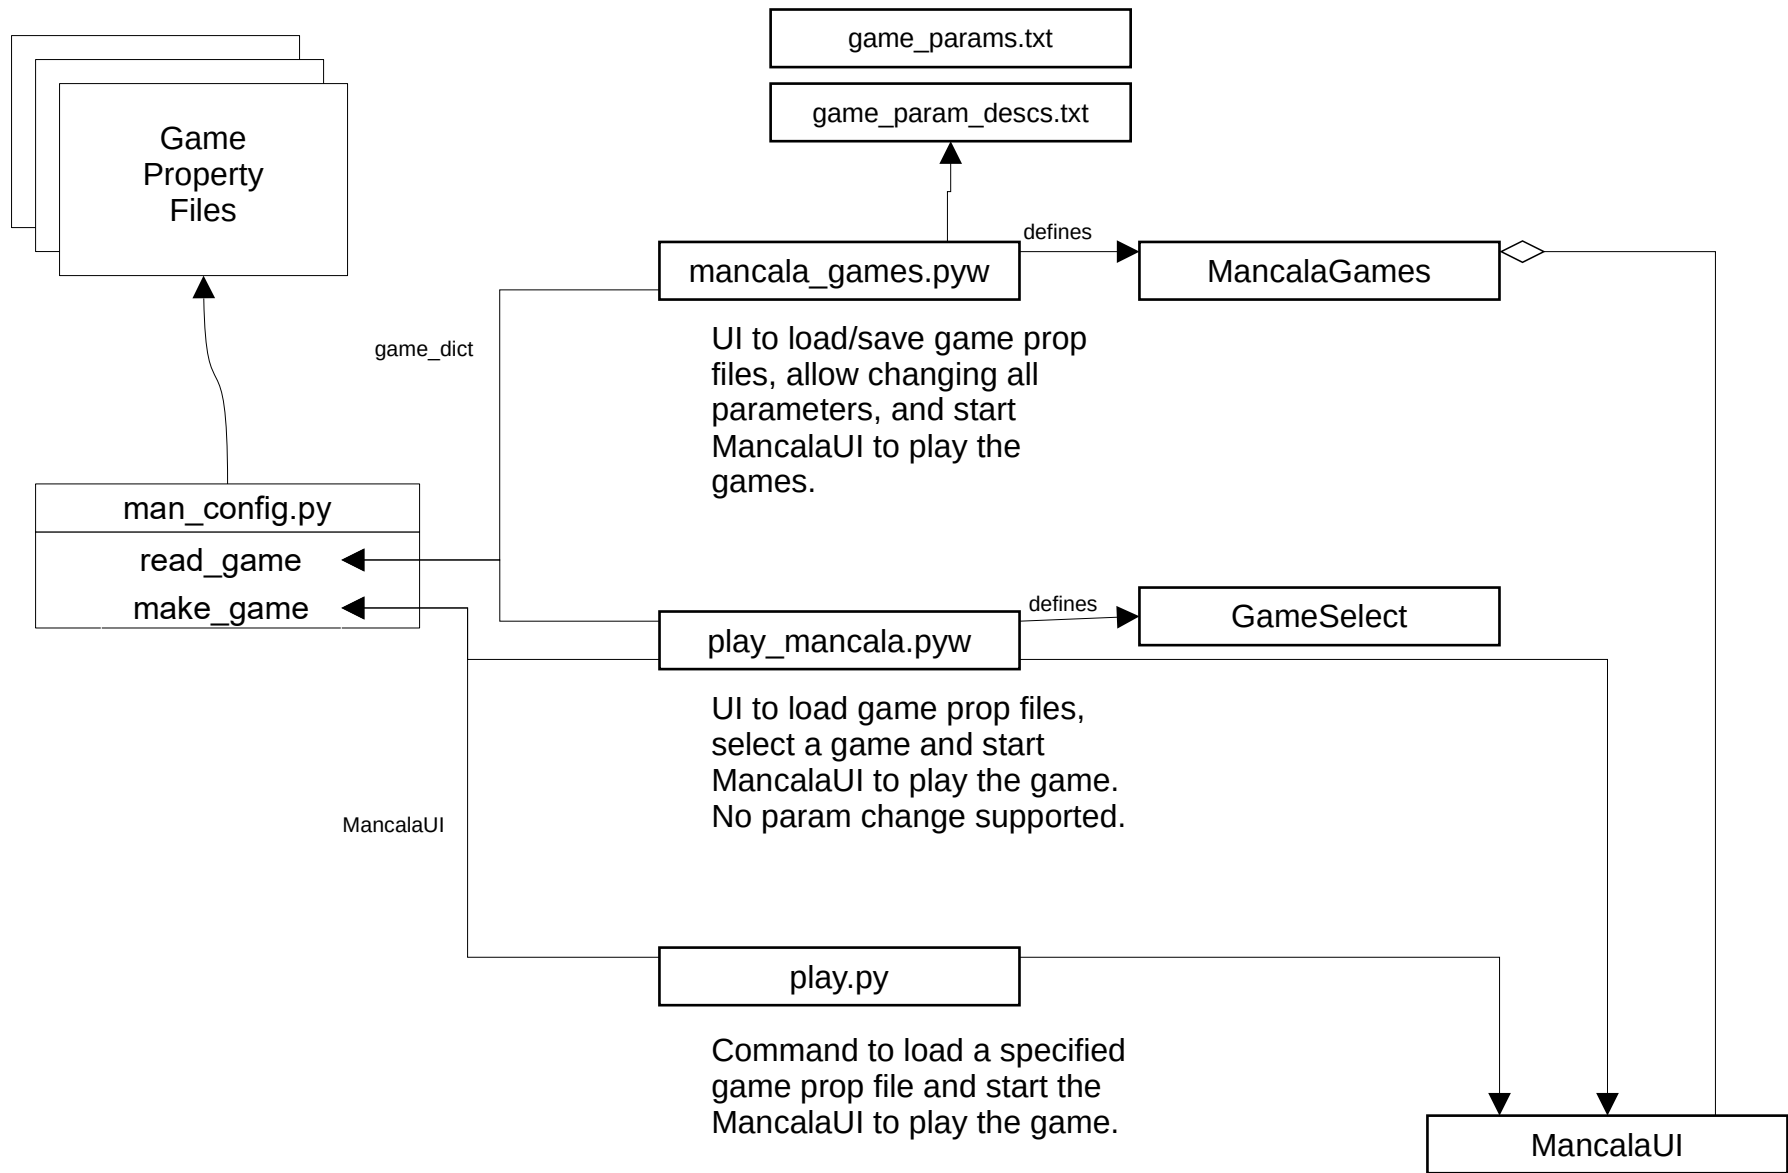 game_params.txt
game_param_descs.txt
Game
Property
Files
defines
mancala_games.pyw
MancalaGames
UI to load/save game prop
files, allow changing all
parameters, and start
MancalaUI to play the
games.
game_dict
man_config.py
read_game
make_game
defines
GameSelect
play_mancala.pyw
UI to load game prop files,
select a game and start
MancalaUI to play the game.
No param change supported.
MancalaUI
play.py
Command to load a specified
game prop file and start the
MancalaUI to play the game.
MancalaUI